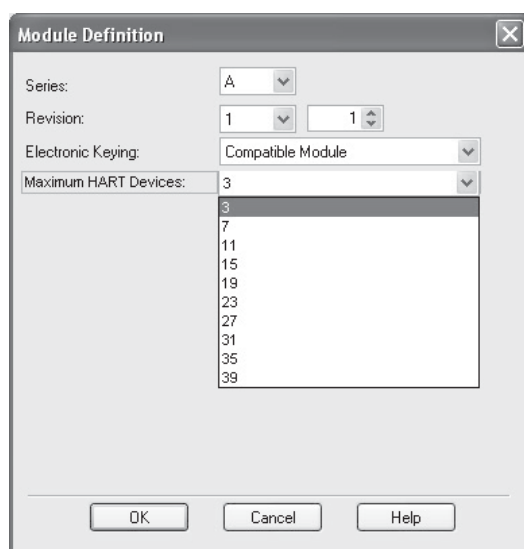 Module Definition
Series: A
Revision: 1 1
Electronic Keying: Compatible Module
Maximum HART Devices: 3
3
7
11
15
19
23
27
31
35
39
OK Cancel Help